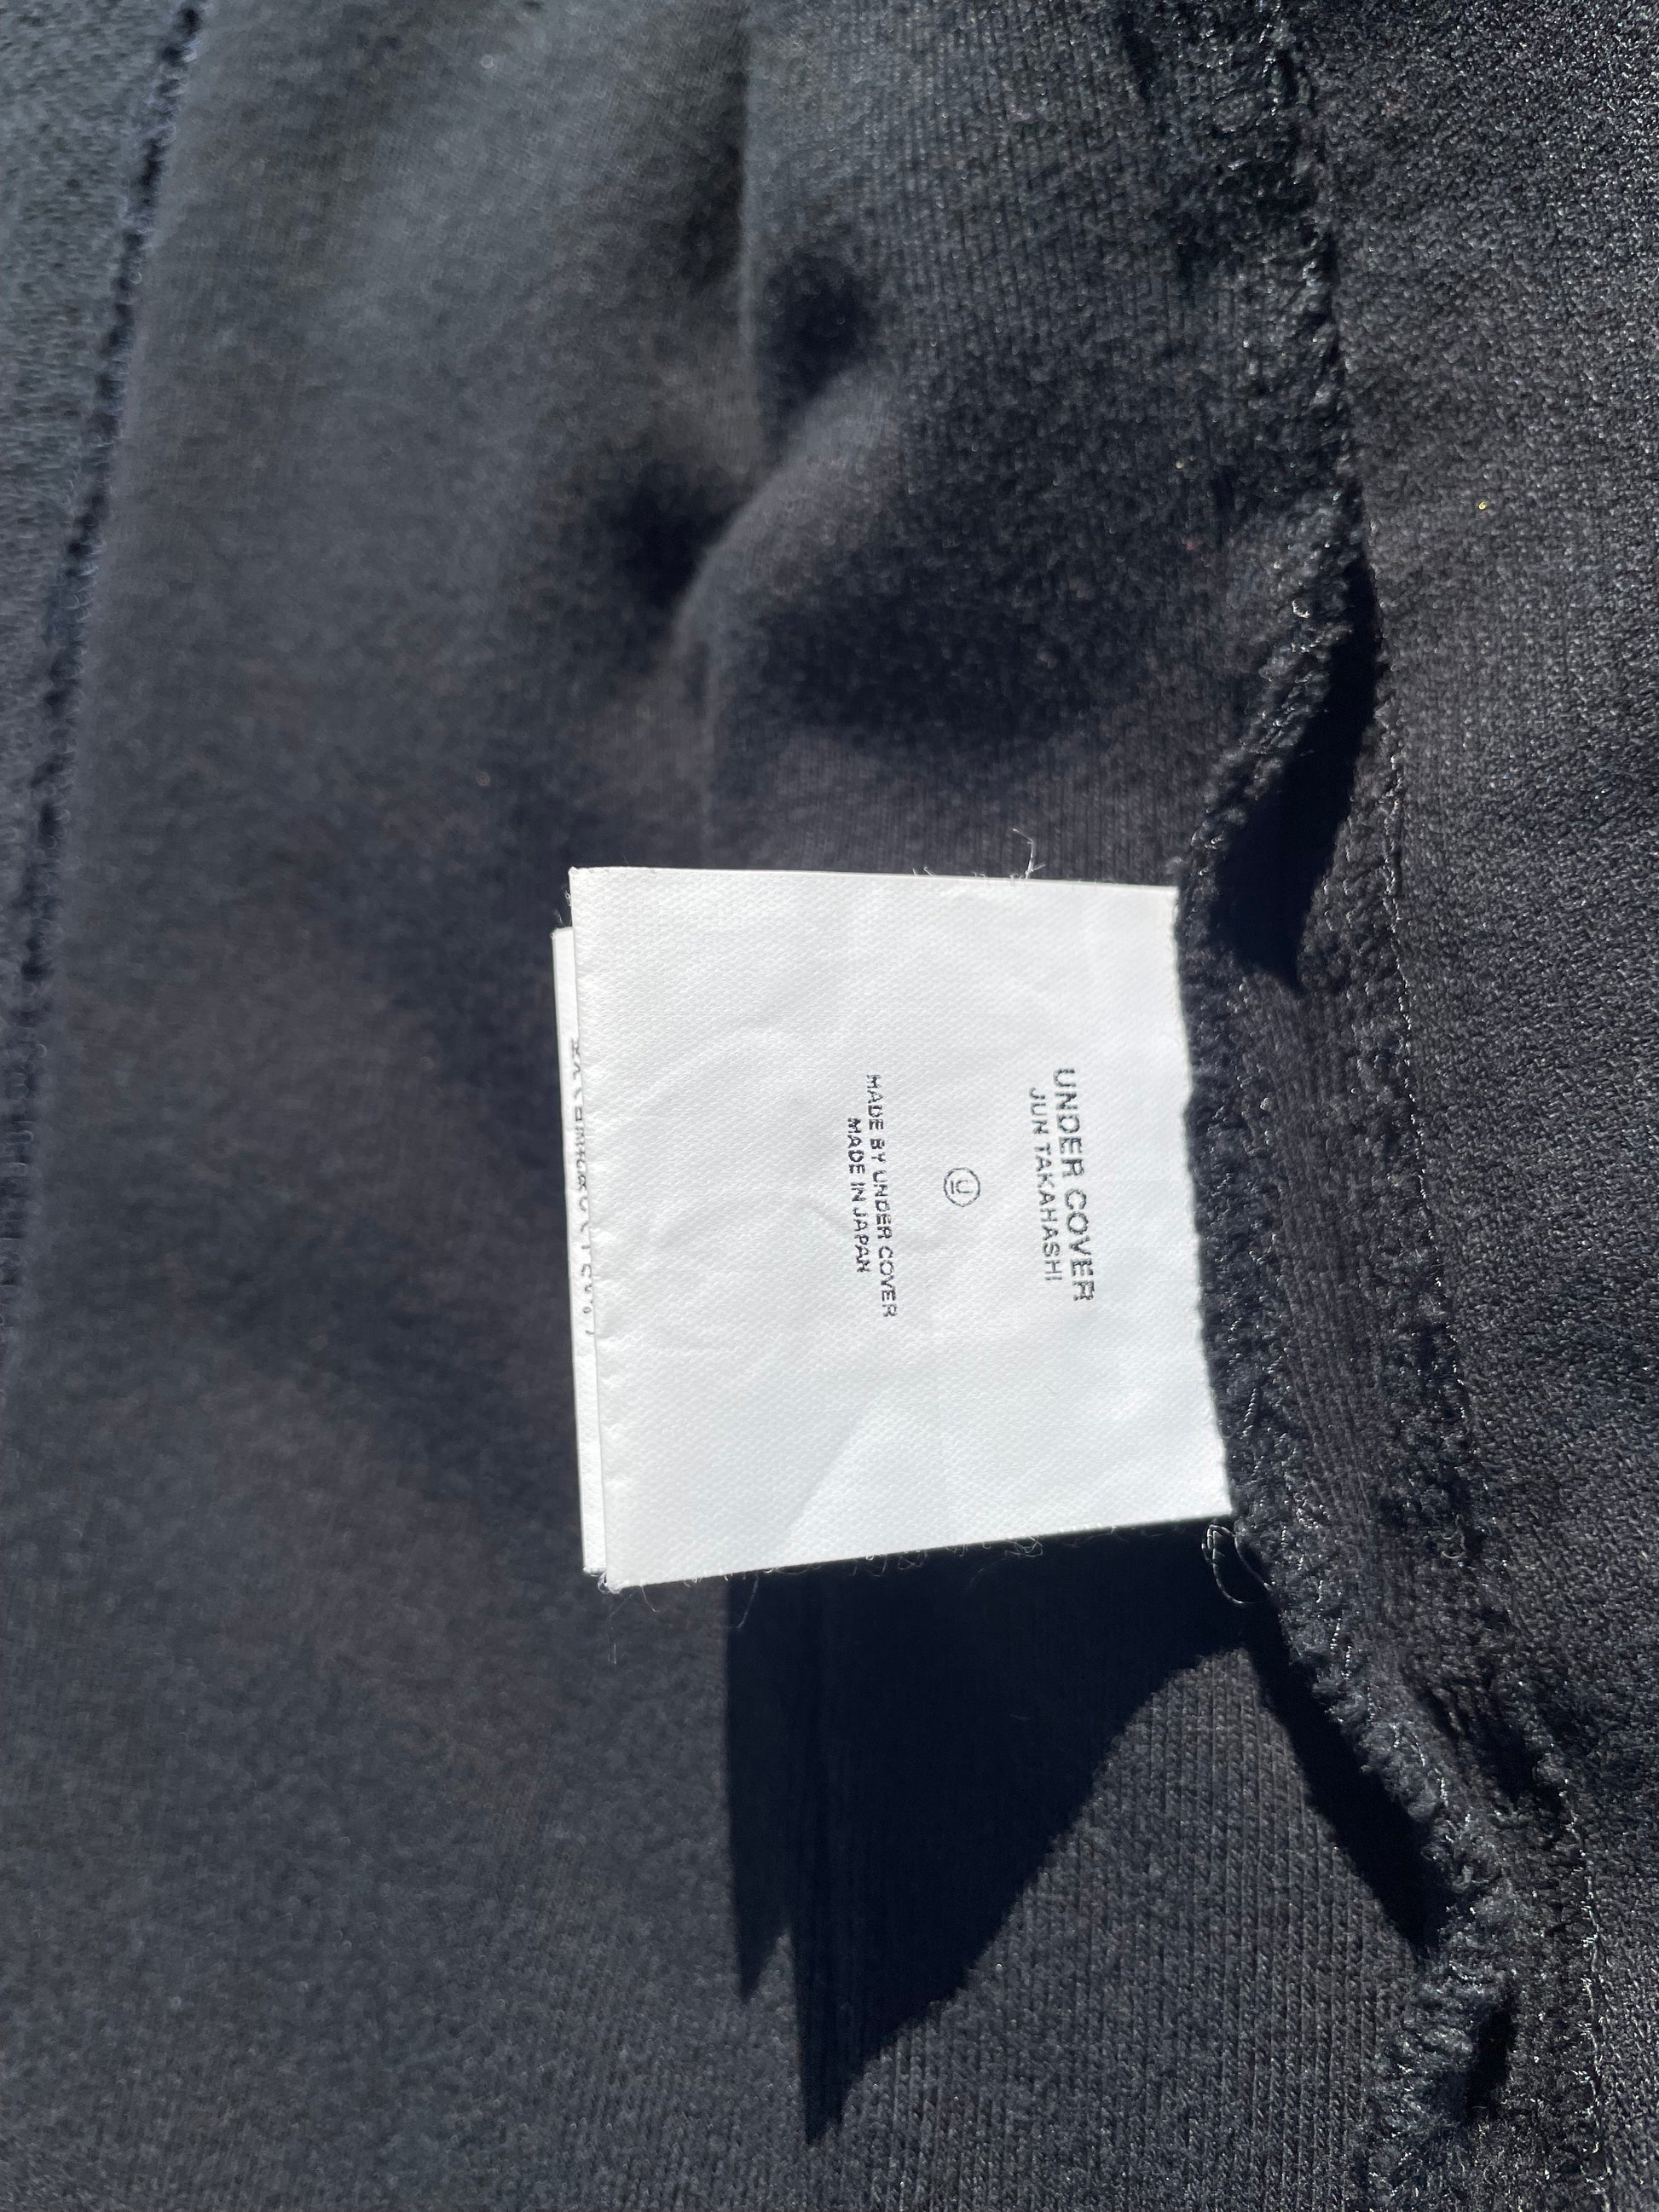 UNDER COVER
JUN TAKAHASHI
U
MADE BY UNDER COVER
MADE IN JAPAN